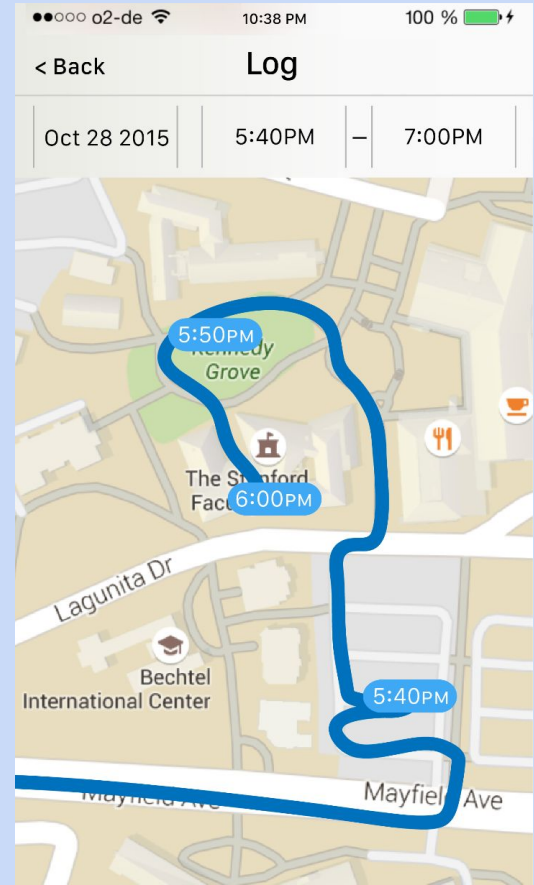 o2-de 10:38 PM 100 %
< Back Log
Oct 28 2015 5:40PM – 7:00PM
5:50PM
Kennedy
Grove
The Stanford
6:00PM
Lagunita Dr
Bechtel
International Center
5:40PM
Mayfield Ave
Mayfield Ave